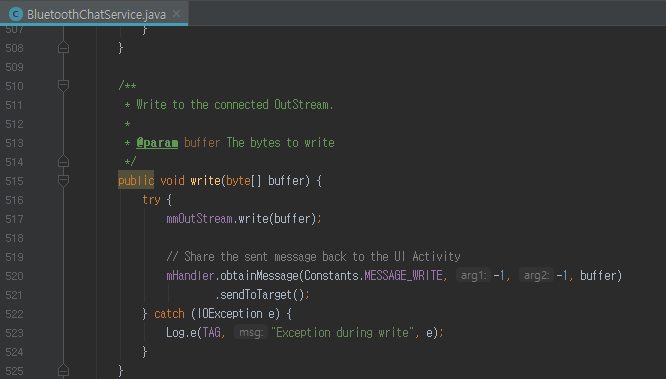 BluetoothChatService.java
507 }
508 }
509
510 /**
511 * Write to the connected OutStream.
512 *
513 * @param buffer The bytes to write
514 */
515 public void write(byte[] buffer) {
516 try {
517 mmOutStream.write(buffer);
518
519 // Share the sent message back to the UI Activity
520 mHandler.obtainMessage(Constants.MESSAGE_WRITE, arg1: -1, arg2: -1, buffer)
521 .sendToTarget();
522 } catch (IOException e) {
523 Log.e(TAG, msg: "Exception during write", e);
524 }
525 }